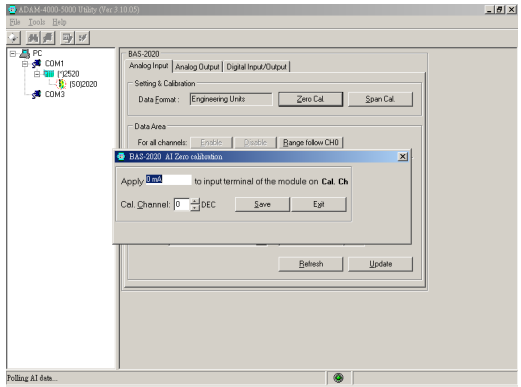 ADAM-4000-5000 Utility (Ver 3.10.05)
File Tools Help
PC
COM1
(*)2520
(S0)2020
COM3
BAS-2020
Analog Input Analog Output Digital Input/Output
Setting & Calibration
Data Format : Engineering Units Zero Cal. Span Cal.
Data Area
For all channels: Enable Disable Range follow CH0
BAS-2020 AI Zero calibration
Apply 0 mA to input terminal of the module on Cal. Ch
Cal. Channel: 0 DEC Save Exit
Refresh Update
Polling AI data...